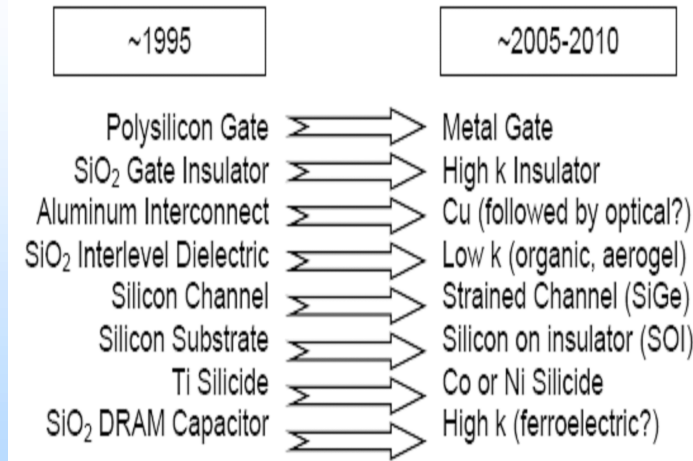 ~1995 ~2005-2010
Polysilicon Gate Metal Gate
SiO₂ Gate Insulator High k Insulator
Aluminum Interconnect Cu (followed by optical?)
SiO₂ Interlevel Dielectric Low k (organic, aerogel)
Silicon Channel Strained Channel (SiGe)
Silicon Substrate Silicon on insulator (SOI)
Ti Silicide Co or Ni Silicide
SiO₂ DRAM Capacitor High k (ferroelectric?)